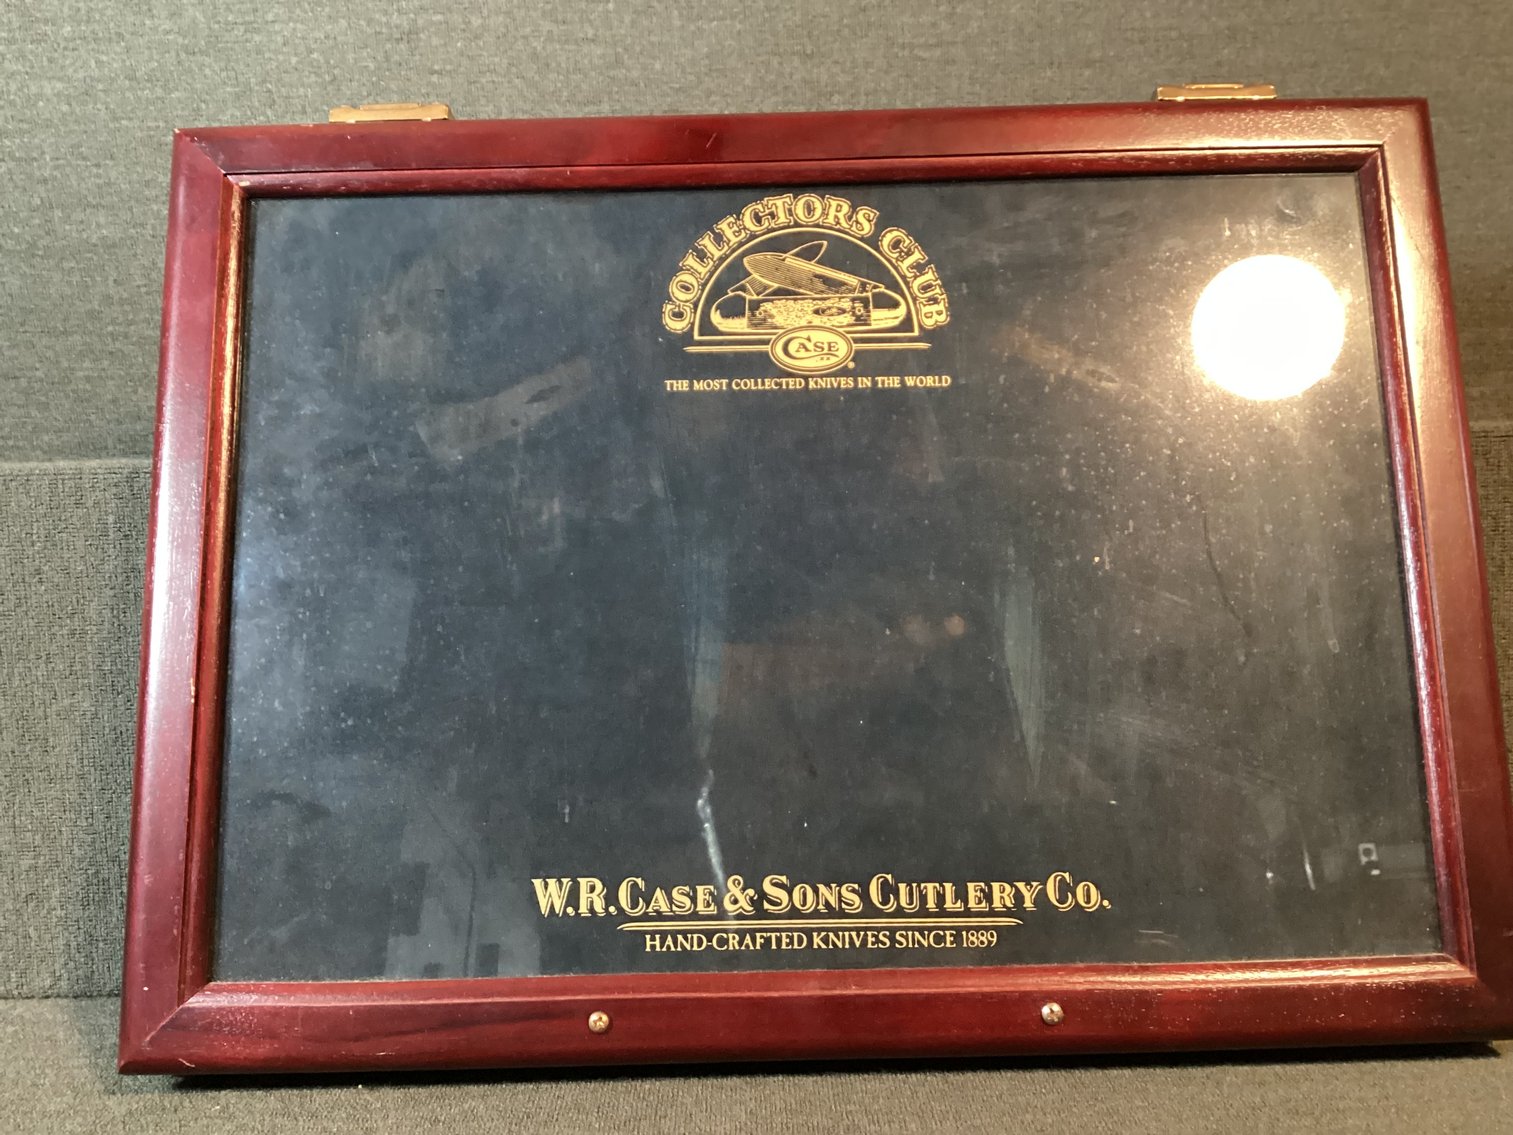 COLLECTORS CLUB
CASE XX ®
THE MOST COLLECTED KNIVES IN THE WORLD
W.R. CASE & SONS CUTLERY CO.
HAND-CRAFTED KNIVES SINCE 1889